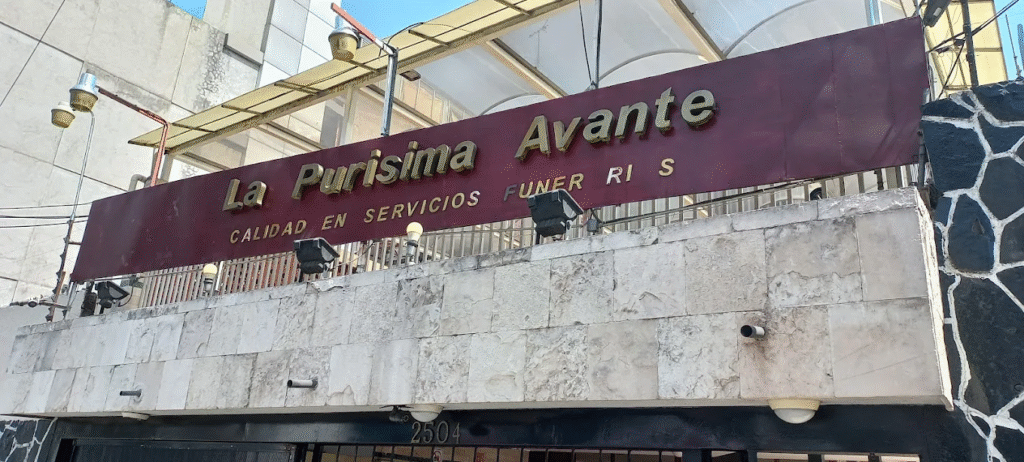 La Purisima Avante
CALIDAD EN SERVICIOS FUNER RI S
2504